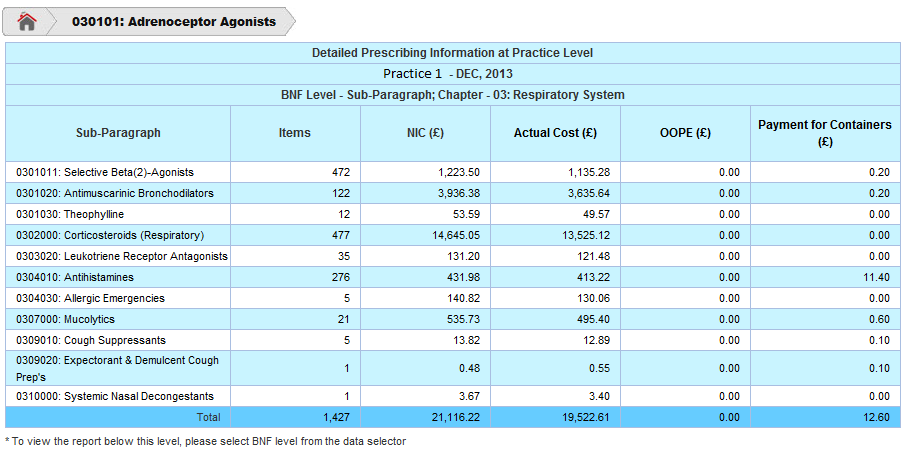 030101: Adrenoceptor Agonists
Detailed Prescribing Information at Practice Level
Practice 1 - DEC, 2013
BNF Level - Sub-Paragraph; Chapter - 03: Respiratory System
Sub-Paragraph Items NIC (£) Actual Cost (£) OOPE (£) Payment for Containers
(£)
0301011: Selective Beta(2)-Agonists 472 1,223.50 1,135.28 0.00 0.20
0301020: Antimuscarinic Bronchodilators 122 3,936.38 3,635.64 0.00 0.20
0301030: Theophylline 12 53.59 49.57 0.00 0.00
0302000: Corticosteroids (Respiratory) 477 14,645.05 13,525.12 0.00 0.00
0303020: Leukotriene Receptor Antagonists 35 131.20 121.48 0.00 0.00
0304010: Antihistamines 276 431.98 413.22 0.00 11.40
0304030: Allergic Emergencies 5 140.82 130.06 0.00 0.00
0307000: Mucolytics 21 535.73 495.40 0.00 0.60
0309010: Cough Suppressants 5 13.82 12.89 0.00 0.10
0309020: Expectorant & Demulcent Cough
Prep's 1 0.48 0.55 0.00 0.10
0310000: Systemic Nasal Decongestants 1 3.67 3.40 0.00 0.00
Total 1,427 21,116.22 19,522.61 0.00 12.60
* To view the report below this level, please select BNF level from the data selector